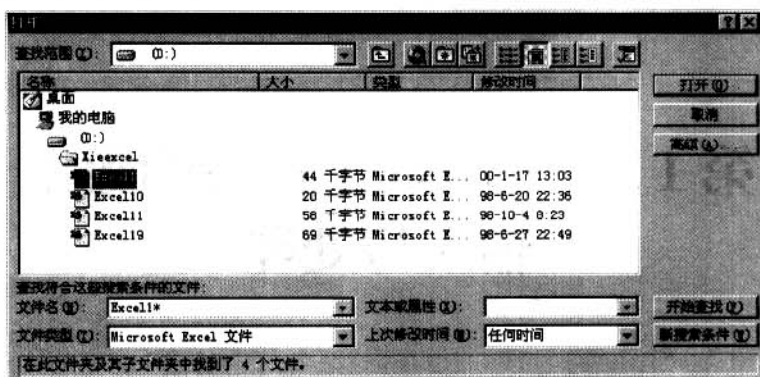 打开
查找范围(I): (D:)
名称 大小 类型 修改时间
桌面
我的电脑
(D:)
Xieexcel
44 千字节 Microsoft E... 00-1-17 13:03
Excel10 20 千字节 Microsoft E... 98-6-20 22:36
Excel11 56 千字节 Microsoft E... 98-10-4 8:23
Excel19 69 千字节 Microsoft E... 98-6-27 22:49
打开(O)
取消
高级(A)...
查找符合这些搜索条件的文件:
文件名(N): Excel1* 文本或属性(X): 开始查找(F)
文件类型(T): Microsoft Excel 文件 上次修改时间(M): 任何时间 新搜索条件(W)
在此文件夹及其子文件夹中找到了 4 个文件。